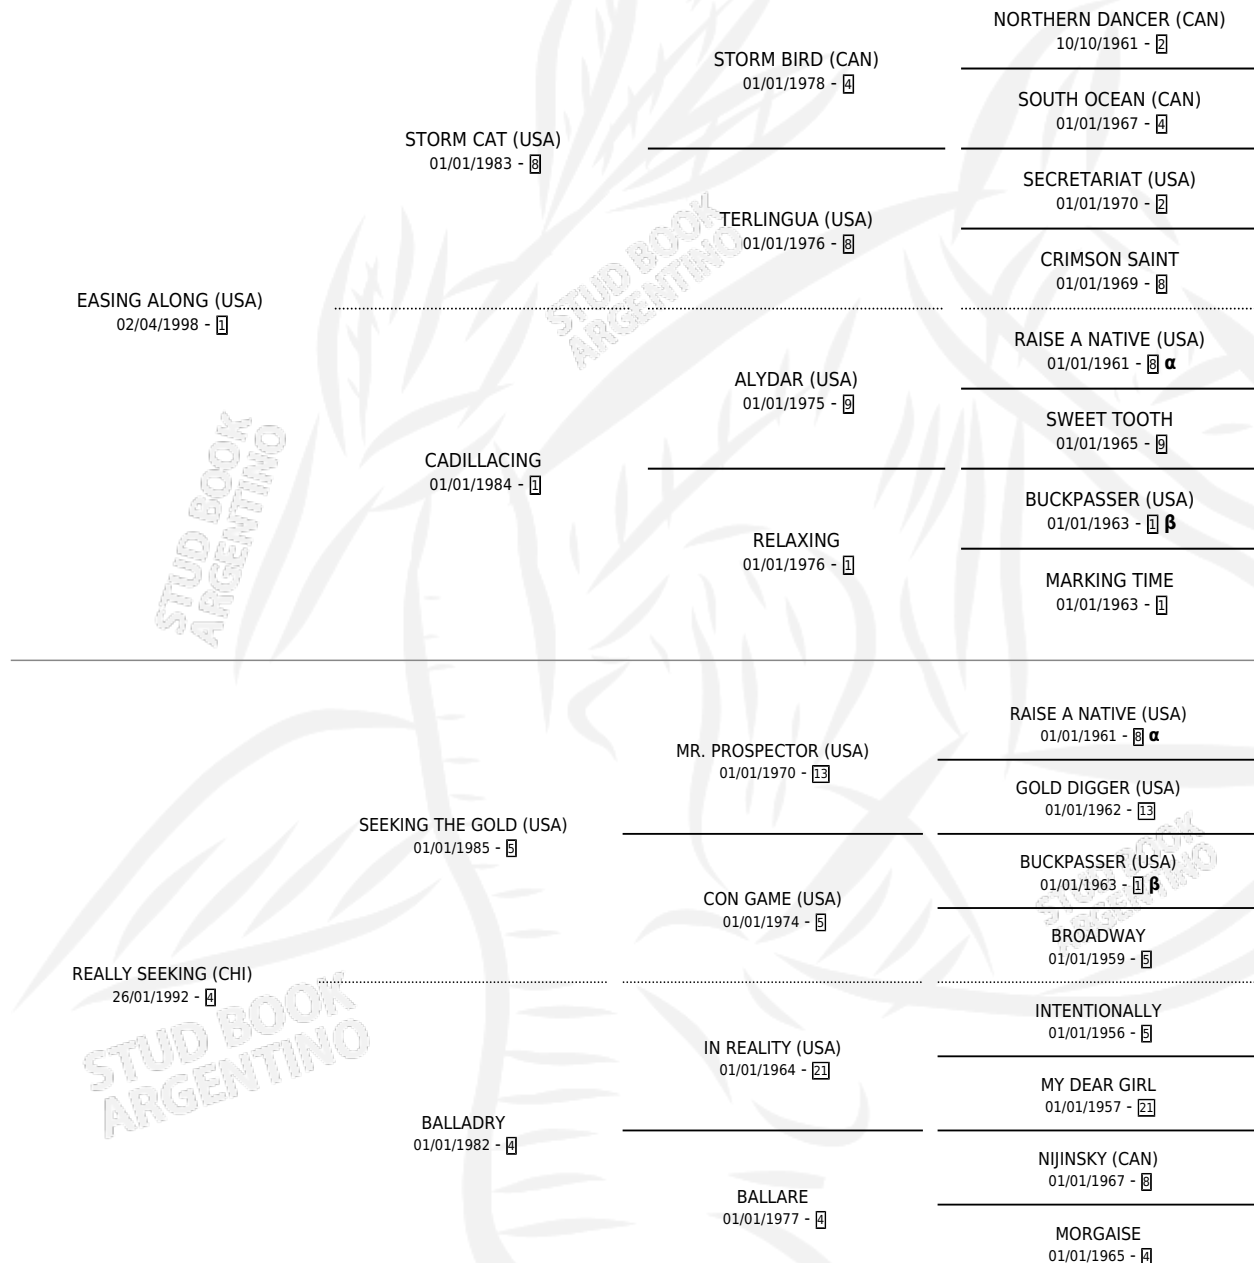 NORTHERN DANCER (CAN)
10/10/1961 - 2
STORM BIRD (CAN)
01/01/1978 - 4
SOUTH OCEAN (CAN)
01/01/1967 - 4
STORM CAT (USA)
01/01/1983 - 8
SECRETARIAT (USA)
01/01/1970 - 2
TERLINGUA (USA)
01/01/1976 - 8
CRIMSON SAINT
01/01/1969 - 8
EASING ALONG (USA)
02/04/1998 - 1
RAISE A NATIVE (USA)
01/01/1961 - 8 α
ALYDAR (USA)
01/01/1975 - 9
SWEET TOOTH
01/01/1965 - 9
CADILLACING
01/01/1984 - 1
BUCKPASSER (USA)
01/01/1963 - 1 β
RELAXING
01/01/1976 - 1
MARKING TIME
01/01/1963 - 1
RAISE A NATIVE (USA)
01/01/1961 - 8 α
MR. PROSPECTOR (USA)
01/01/1970 - 13
GOLD DIGGER (USA)
01/01/1962 - 13
SEEKING THE GOLD (USA)
01/01/1985 - 5
BUCKPASSER (USA)
01/01/1963 - 1 β
CON GAME (USA)
01/01/1974 - 5
BROADWAY
01/01/1959 - 5
REALLY SEEKING (CHI)
26/01/1992 - 4
INTENTIONALLY
01/01/1956 - 5
IN REALITY (USA)
01/01/1964 - 21
MY DEAR GIRL
01/01/1957 - 21
BALLADRY
01/01/1982 - 4
NIJINSKY (CAN)
01/01/1967 - 8
BALLARE
01/01/1977 - 4
MORGAISE
01/01/1965 - 4
STUD BOOK
ARGENTINO
STUD BOOK
ARGENTINO
STUD BOOK
ARGENTINO
STUD BOOK
ARGENTINO